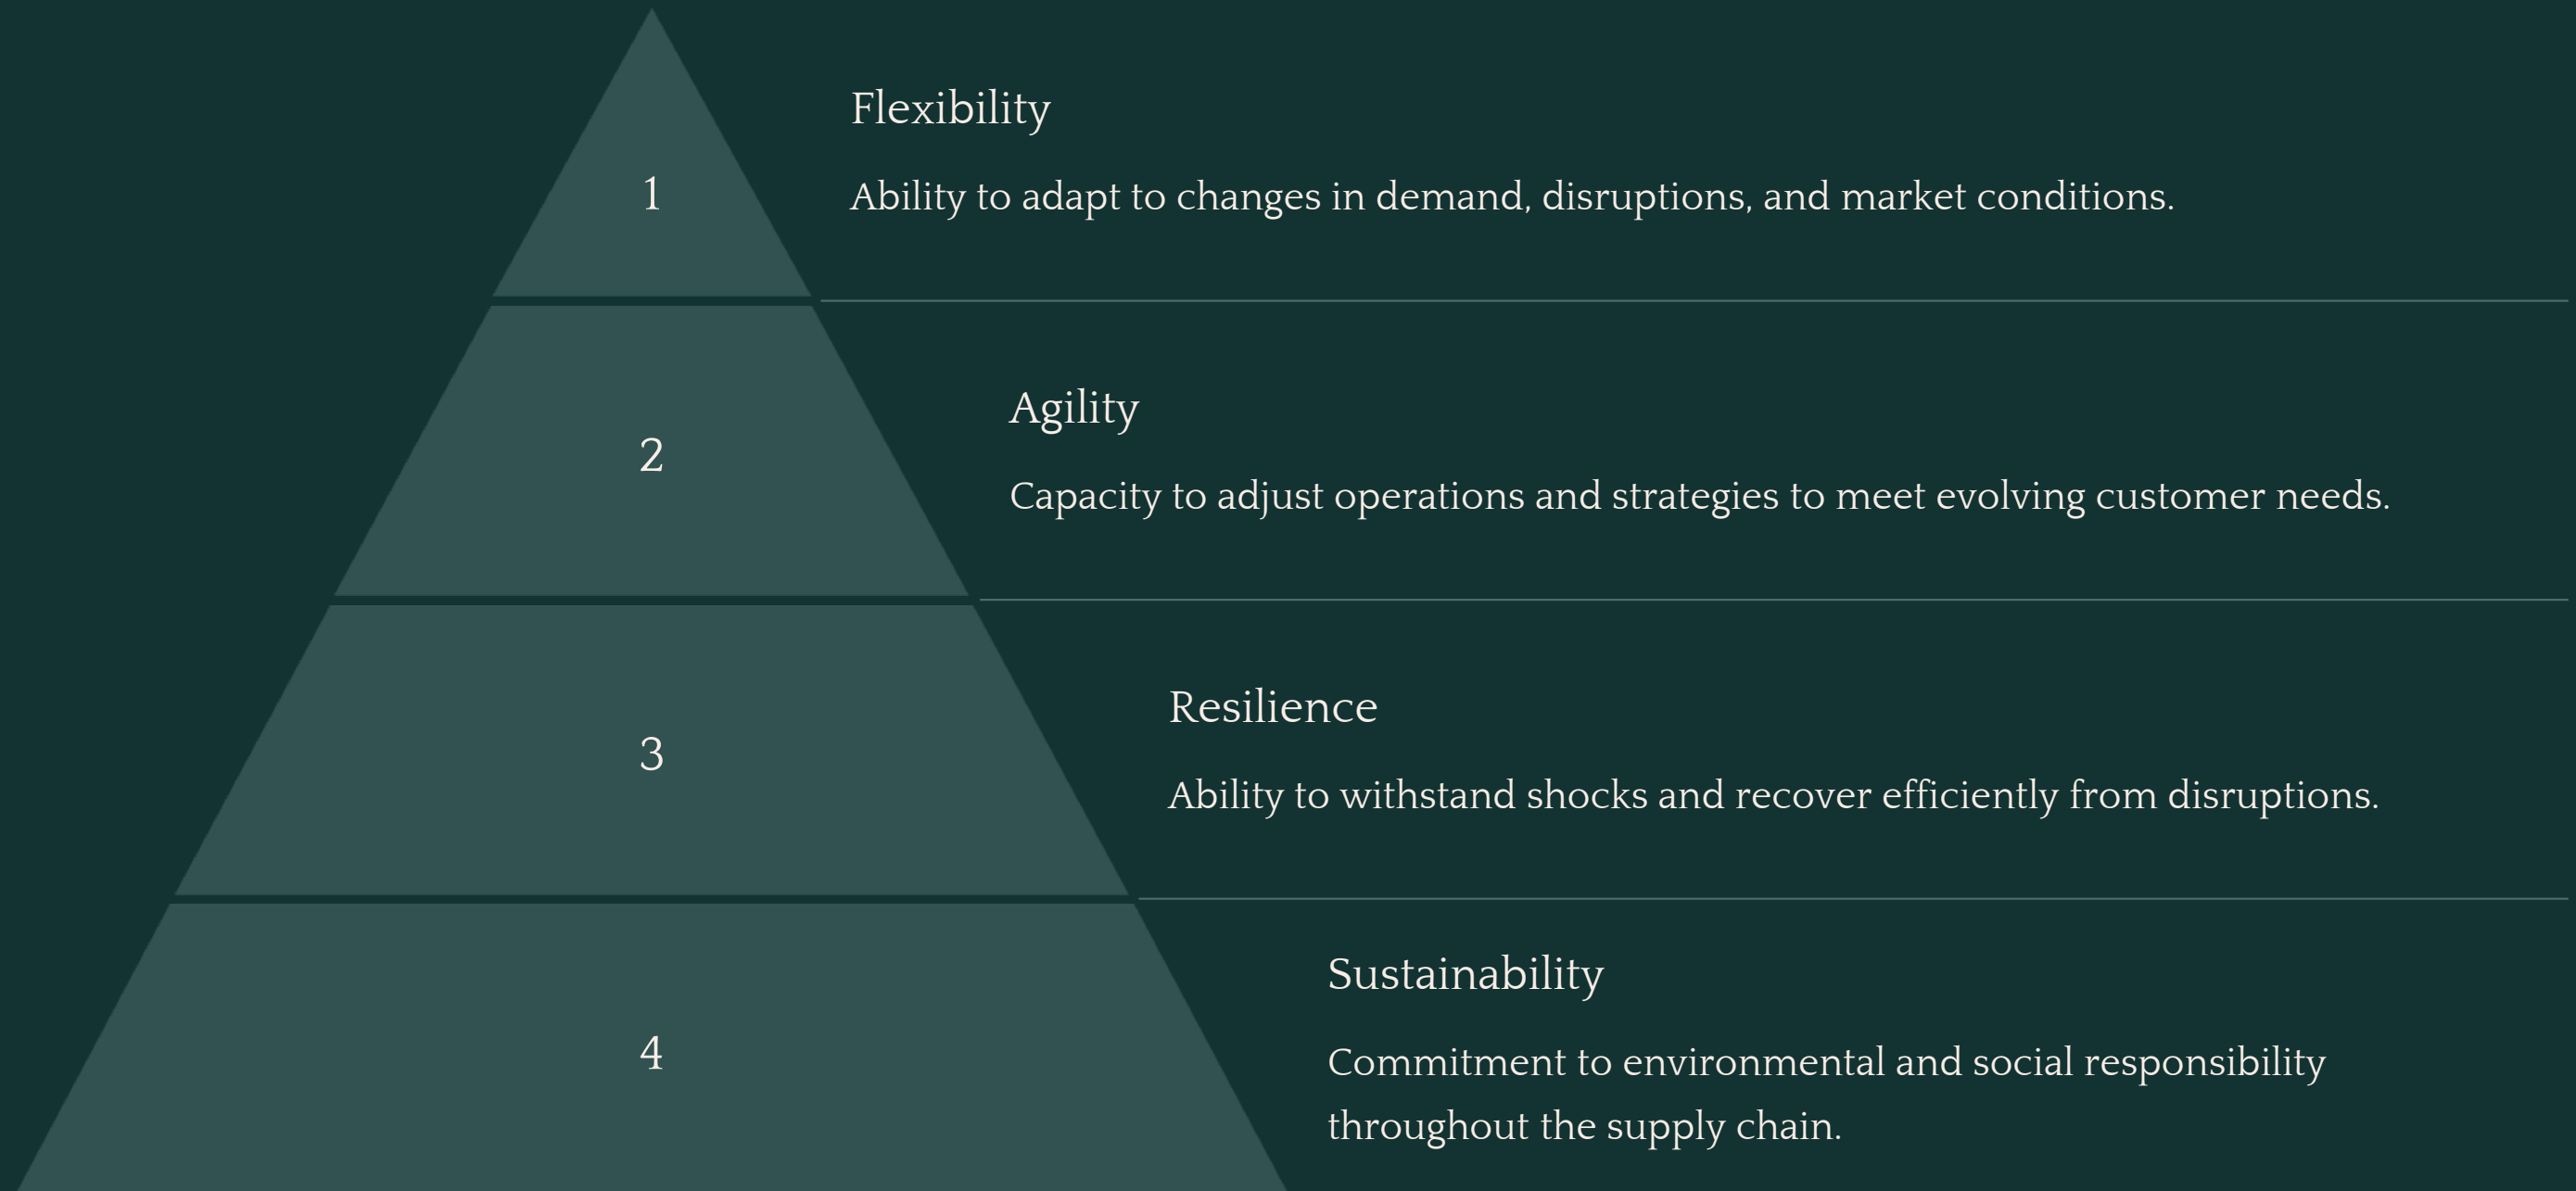 1
Flexibility
Ability to adapt to changes in demand, disruptions, and market conditions.
2
Agility
Capacity to adjust operations and strategies to meet evolving customer needs.
3
Resilience
Ability to withstand shocks and recover efficiently from disruptions.
4
Sustainability
Commitment to environmental and social responsibility
throughout the supply chain.